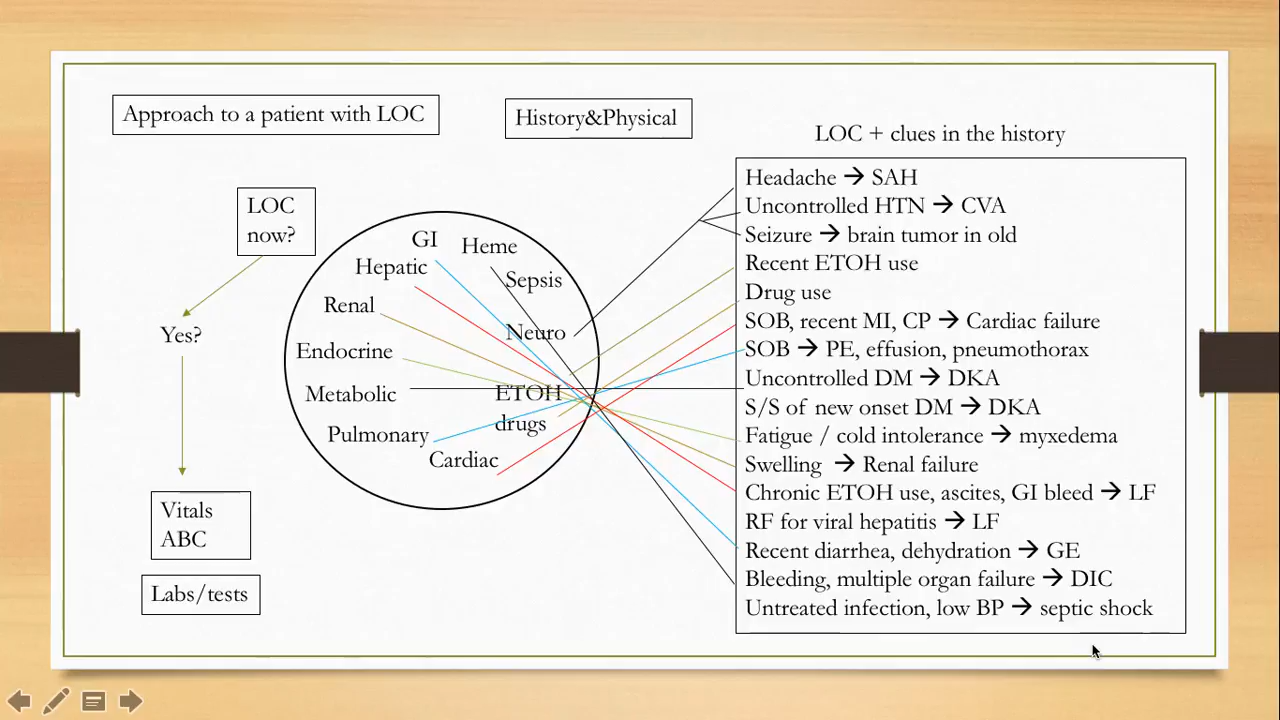 Approach to a patient with LOC
History&Physical
LOC + clues in the history
LOC
now?
Yes?
Vitals
ABC
Labs/tests
GI
Heme
Hepatic
Sepsis
Renal
Neuro
Endocrine
Metabolic
ETOH
drugs
Pulmonary
Cardiac
Headache → SAH
Uncontrolled HTN → CVA
Seizure → brain tumor in old
Recent ETOH use
Drug use
SOB, recent MI, CP → Cardiac failure
SOB → PE, effusion, pneumothorax
Uncontrolled DM → DKA
S/S of new onset DM → DKA
Fatigue / cold intolerance → myxedema
Swelling → Renal failure
Chronic ETOH use, ascites, GI bleed → LF
RF for viral hepatitis → LF
Recent diarrhea, dehydration → GE
Bleeding, multiple organ failure → DIC
Untreated infection, low BP → septic shock